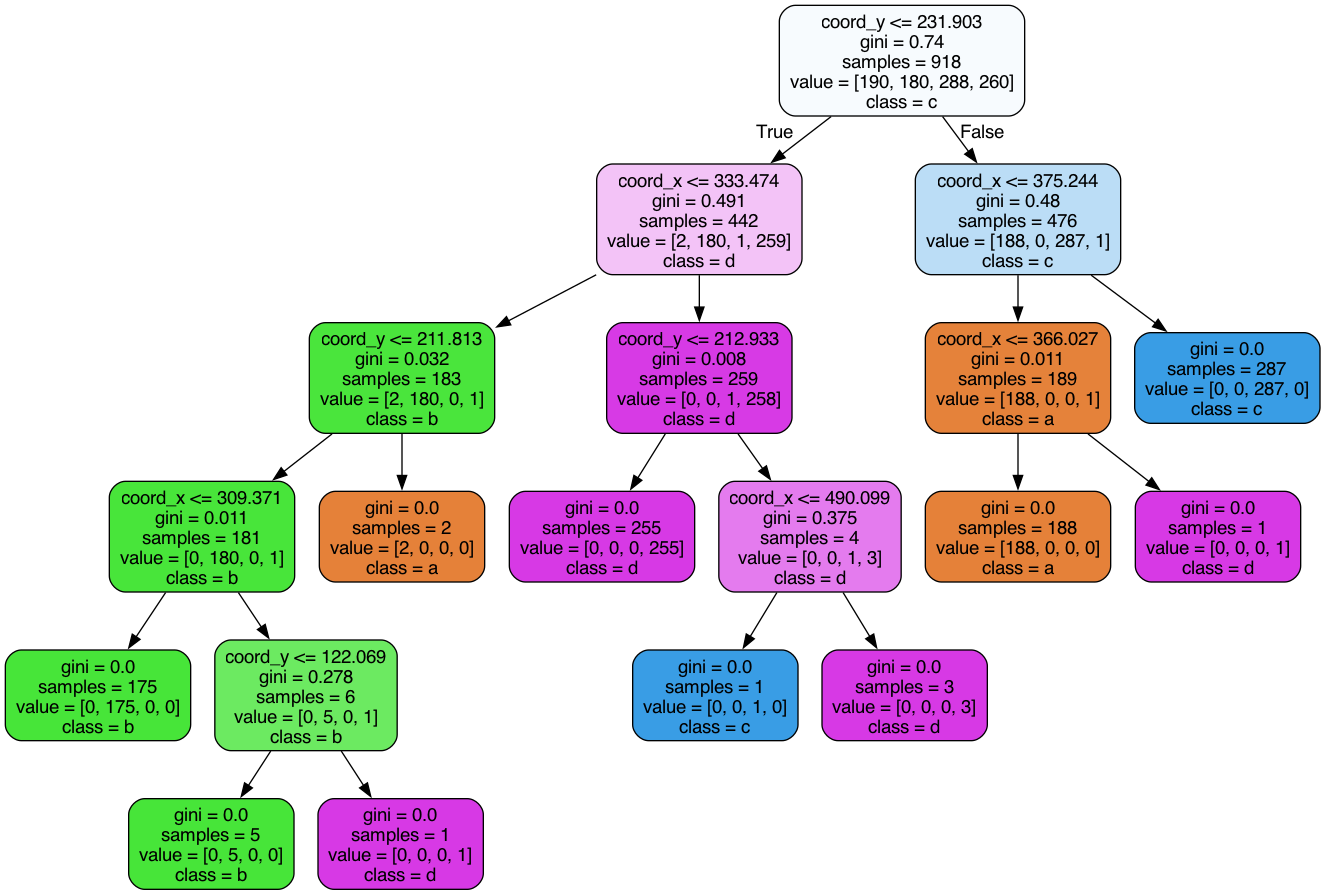 coord_y <= 231.903
gini = 0.74
samples = 918
value = [190, 180, 288, 260]
class = c
True
False
coord_x <= 333.474
gini = 0.491
samples = 442
value = [2, 180, 1, 259]
class = d
coord_x <= 375.244
gini = 0.48
samples = 476
value = [188, 0, 287, 1]
class = c
coord_y <= 211.813
gini = 0.032
samples = 183
value = [2, 180, 0, 1]
class = b
coord_y <= 212.933
gini = 0.008
samples = 259
value = [0, 0, 1, 258]
class = d
coord_x <= 366.027
gini = 0.011
samples = 189
value = [188, 0, 0, 1]
class = a
gini = 0.0
samples = 287
value = [0, 0, 287, 0]
class = c
coord_x <= 309.371
gini = 0.011
samples = 181
value = [0, 180, 0, 1]
class = b
gini = 0.0
samples = 2
value = [2, 0, 0, 0]
class = a
gini = 0.0
samples = 255
value = [0, 0, 0, 255]
class = d
coord_x <= 490.099
gini = 0.375
samples = 4
value = [0, 0, 1, 3]
class = d
gini = 0.0
samples = 188
value = [188, 0, 0, 0]
class = a
gini = 0.0
samples = 1
value = [0, 0, 0, 1]
class = d
gini = 0.0
samples = 175
value = [0, 175, 0, 0]
class = b
coord_y <= 122.069
gini = 0.278
samples = 6
value = [0, 5, 0, 1]
class = b
gini = 0.0
samples = 1
value = [0, 0, 1, 0]
class = c
gini = 0.0
samples = 3
value = [0, 0, 0, 3]
class = d
gini = 0.0
samples = 5
value = [0, 5, 0, 0]
class = b
gini = 0.0
samples = 1
value = [0, 0, 0, 1]
class = d